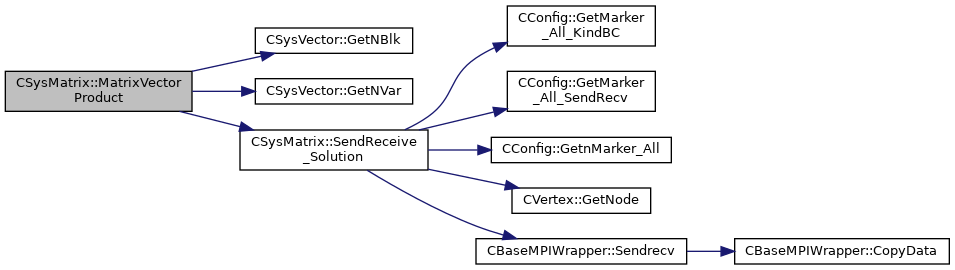 CSysMatrix::MatrixVector
Product
CSysVector::GetNBlk
CSysVector::GetNVar
CSysMatrix::SendReceive
_Solution
CConfig::GetMarker
_All_KindBC
CConfig::GetMarker
_All_SendRecv
CConfig::GetnMarker_All
CVertex::GetNode
CBaseMPIWrapper::Sendrecv
CBaseMPIWrapper::CopyData